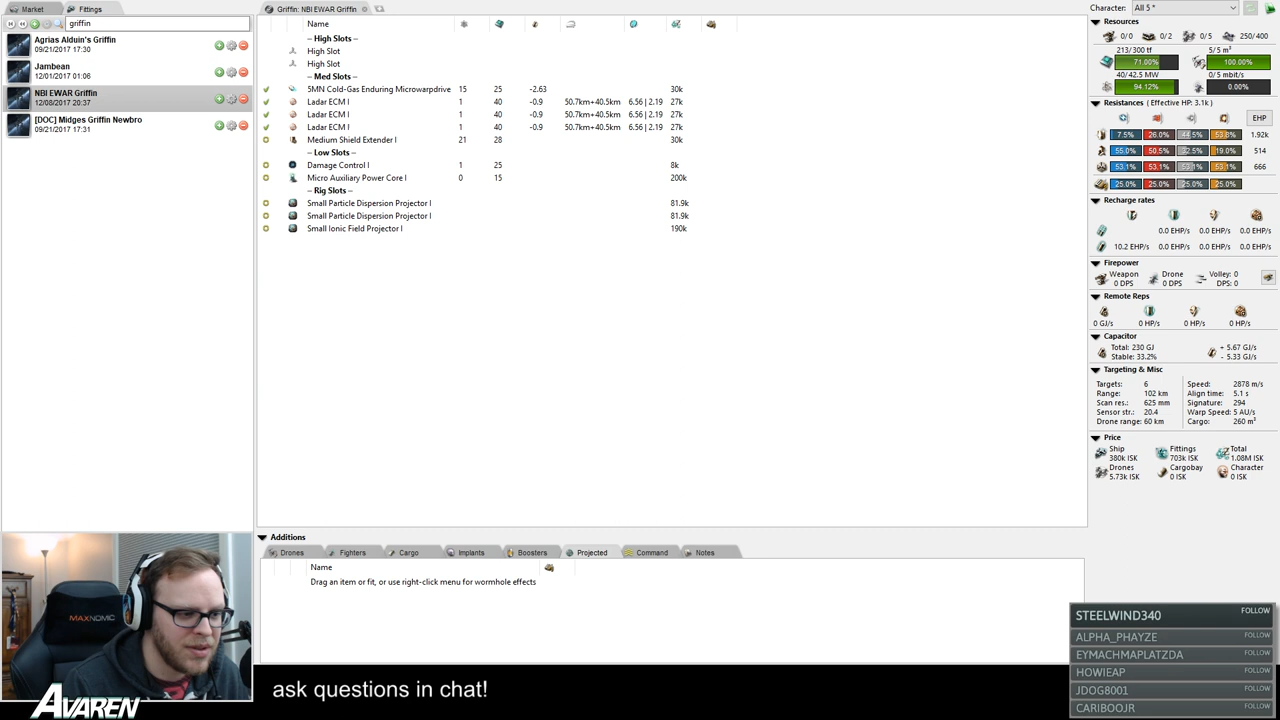 Market Fittings Griffin: NBI EWAR Griffin Character: All 5 *
griffin
Agrias Alduin's Griffin
09/21/2017 17:30
Jambean
12/01/2017 01:06
NBI EWAR Griffin
12/08/2017 20:37
[DOC] Midges Griffin Newbro
09/21/2017 17:31
Name
-- High Slots --
High Slot
High Slot
-- Med Slots --
5MN Cold-Gas Enduring Microwarpdrive 15 25 -2.63 30k
Ladar ECM I 1 40 -0.9 50.7km+40.5km 6.56 | 2.19 27k
Ladar ECM I 1 40 -0.9 50.7km+40.5km 6.56 | 2.19 27k
Ladar ECM I 1 40 -0.9 50.7km+40.5km 6.56 | 2.19 27k
Medium Shield Extender I 21 28 30k
-- Low Slots --
Damage Control I 1 25 8k
Micro Auxiliary Power Core I 0 15 200k
-- Rig Slots --
Small Particle Dispersion Projector I 81.9k
Small Particle Dispersion Projector I 81.9k
Small Ionic Field Projector I 190k
Additions
Drones Fighters Cargo Implants Boosters Projected Command Notes
Name
Drag an item or fit, or use right-click menu for wormhole effects
Resources
0/0 0/2 0/5 250/400
213/300 tf 5/5 m³
71.00% 100.00%
40/42.5 MW 0/5 mbit/s
94.12% 0.00%
Resistances ( Effective HP: 3.1k ) EHP
7.5% 26.0% 44.5% 53.8% 1.92k
55.0% 50.5% 32.5% 19.0% 514
53.1% 53.1% 53.1% 53.1% 666
25.0% 25.0% 25.0% 25.0%
Recharge rates
0.0 EHP/s 0.0 EHP/s 0.0 EHP/s
10.2 EHP/s 0.0 EHP/s 0.0 EHP/s 0.0 EHP/s
Firepower
Weapon Drone Volley: 0
0 DPS 0 DPS DPS: 0
Remote Reps
0 GJ/s 0 HP/s 0 HP/s 0 HP/s
Capacitor
Total: 230 GJ + 5.67 GJ/s
Stable: 33.2% - 5.33 GJ/s
Targeting & Misc
Targets: 6 Speed: 2878 m/s
Range: 102 km Align time: 5.1 s
Scan res.: 625 mm Signature: 294
Sensor str.: 20.4 Warp Speed: 5 AU/s
Drone range: 60 km Cargo: 260 m³
Price
Ship Fittings Total
380k ISK 703k ISK 1.08M ISK
Drones Cargobay Character
5.73k ISK 0 ISK 0 ISK
STEELWIND340 FOLLOW
ALPHA_PHAYZE FOLLOW
EYMACHMAPLATZDA FOLLOW
HOWIEAP FOLLOW
JDOG8001 FOLLOW
CARIBOOJR FOLLOW
MAXNOMIC
AVAREN
ask questions in chat!